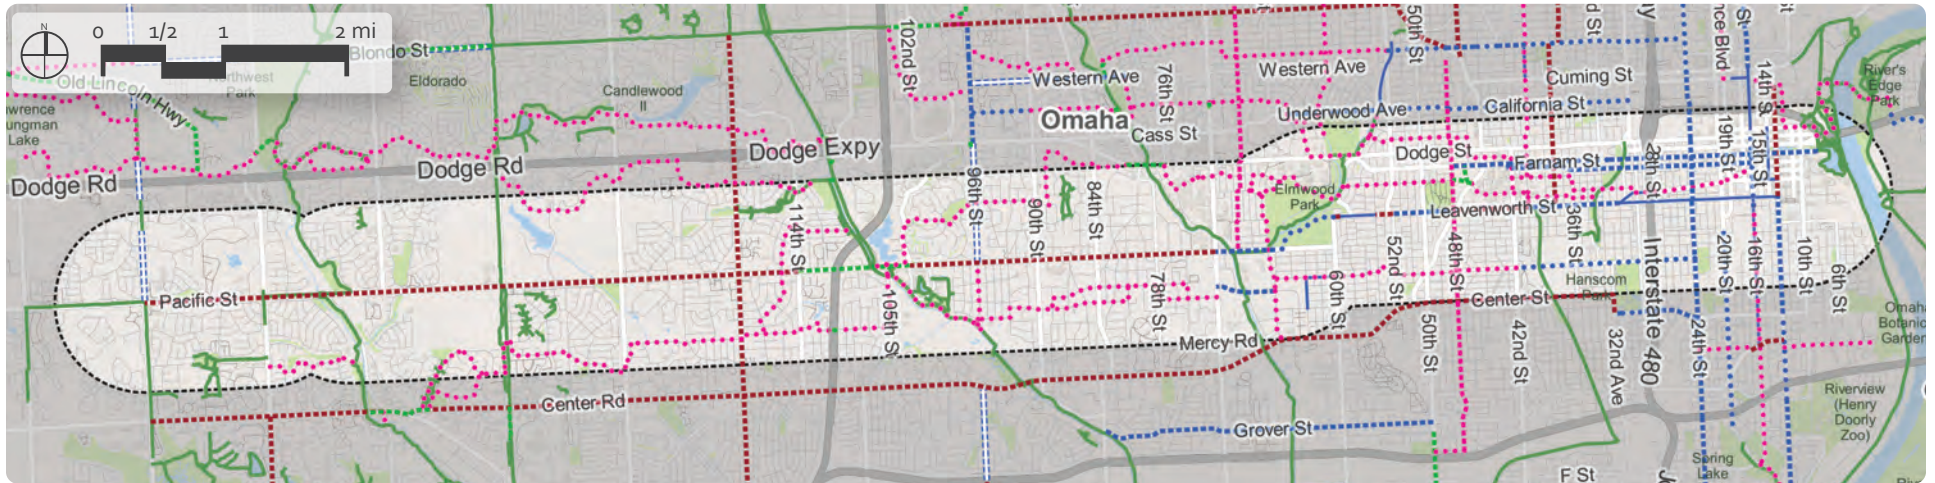 N
0 1/2 1 2 mi
Blondo St
Old Lincoln Hwy
Northwest
Park
Eldorado
Candlewood
II
102nd St
Western Ave
76th St
Western Ave
50th St
Cuming St
14th St
River's
Edge
Park
Lake
Omaha
Cass St
Underwood Ave
California St
Dodge Rd
Dodge Rd
Dodge Expy
Dodge St
Farnam St
28th St
19th St
15th St
96th St
90th St
84th St
Elmwood
Park
Leavenworth St
36th St
114th St
52nd St
48th St
Interstate 480
20th St
16th St
10th St
6th St
Pacific St
105th St
78th St
60th St
Center St
Hanscom
Park
Mercy Rd
50th St
42nd St
32nd Ave
24th St
Center Rd
Grover St
Riverview
(Henry
Doorly
Zoo)
F St
Spring
Lake